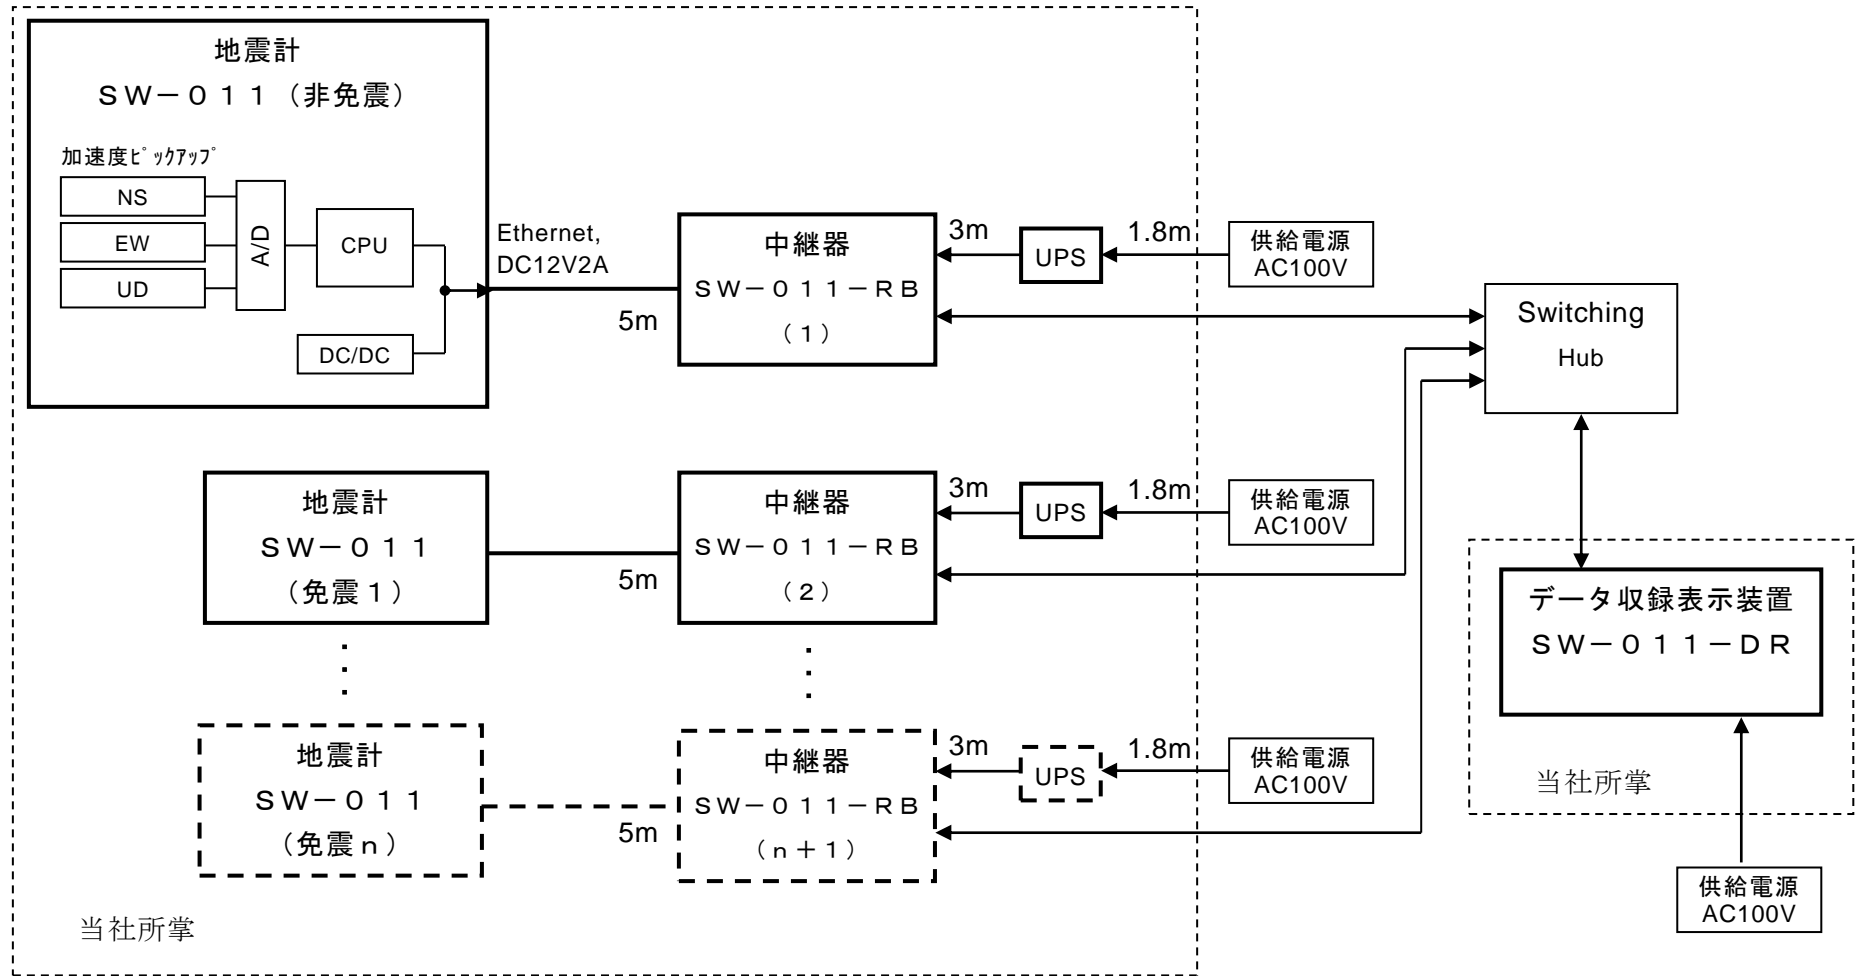 地震計
ＳＷ－０１１（非免震）
加速度ﾋﾟｯｸｱｯﾌﾟ
NS
EW
UD
A/D
CPU
DC/DC
Ethernet,
DC12V2A
5m
中継器
ＳＷ－０１１－ＲＢ
（１）
3m
UPS
1.8m
供給電源
AC100V
Switching
Hub
地震計
ＳＷ－０１１
（免震１）
5m
中継器
ＳＷ－０１１－ＲＢ
（２）
3m
UPS
1.8m
供給電源
AC100V
データ収録表示装置
ＳＷ－０１１－ＤＲ
当社所掌
地震計
ＳＷ－０１１
（免震ｎ）
5m
中継器
ＳＷ－０１１－ＲＢ
（ｎ＋１）
3m
UPS
1.8m
供給電源
AC100V
供給電源
AC100V
当社所掌